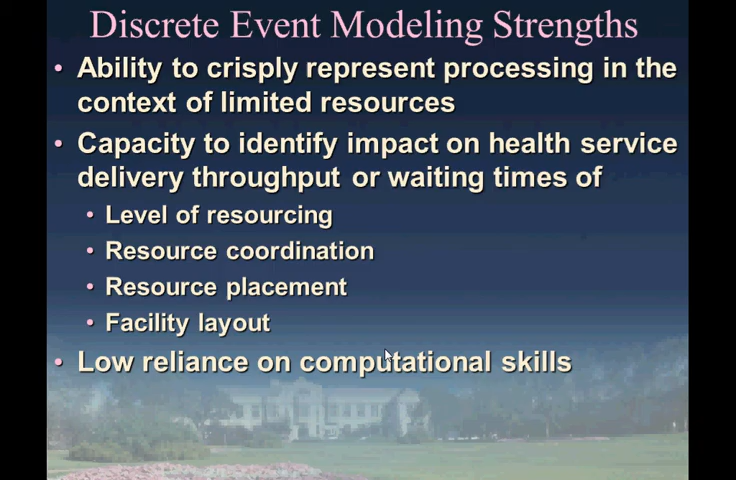 Discrete Event Modeling Strengths
• Ability to crisply represent processing in the
context of limited resources
• Capacity to identify impact on health service
delivery throughput or waiting times of
• Level of resourcing
• Resource coordination
• Resource placement
• Facility layout
• Low reliance on computational skills